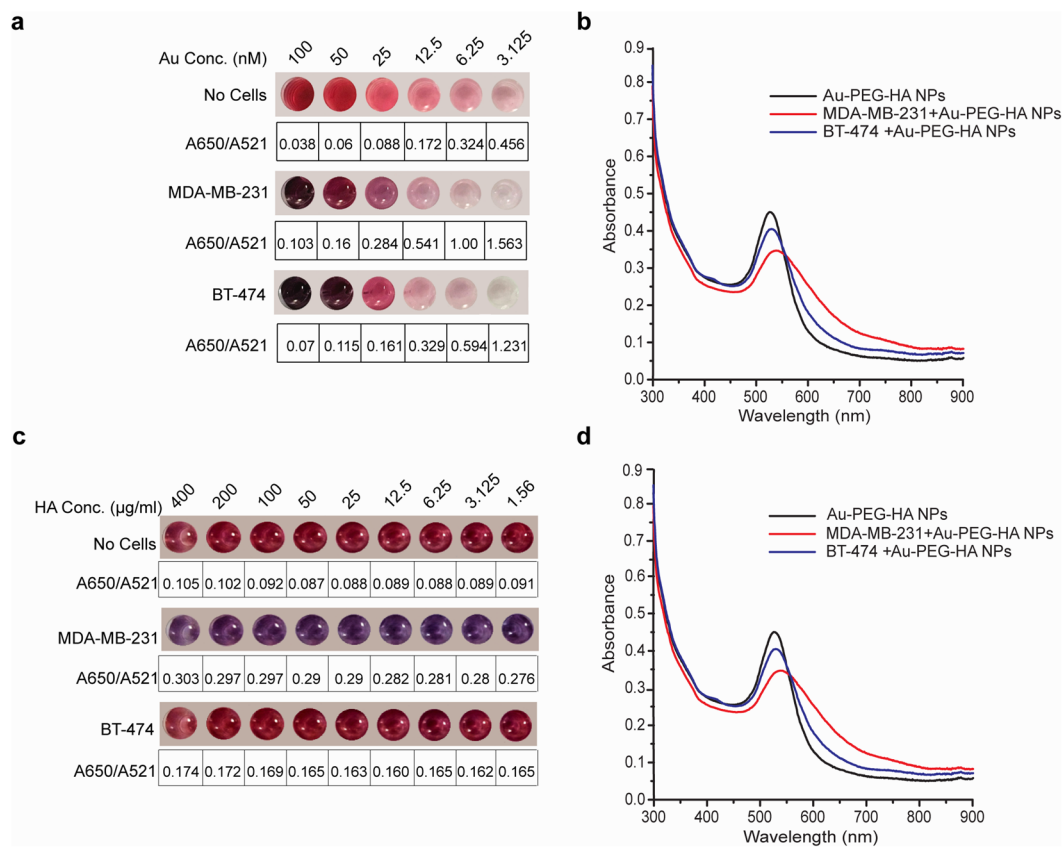 a
Au Conc. (nM) 100 50 25 12.5 6.25 3.125
No Cells
A650/A521 0.038 0.06 0.088 0.172 0.324 0.456
MDA-MB-231
A650/A521 0.103 0.16 0.284 0.541 1.00 1.563
BT-474
A650/A521 0.07 0.115 0.161 0.329 0.594 1.231
b
Au-PEG-HA NPs
MDA-MB-231+Au-PEG-HA NPs
BT-474 +Au-PEG-HA NPs
Absorbance
0.9
0.8
0.7
0.6
0.5
0.4
0.3
0.2
0.1
0.0
300 400 500 600 700 800 900
Wavelength (nm)
c
HA Conc. (µg/ml) 400 200 100 50 25 12.5 6.25 3.125 1.56
No Cells
A650/A521 0.105 0.102 0.092 0.087 0.088 0.089 0.088 0.089 0.091
MDA-MB-231
A650/A521 0.303 0.297 0.297 0.29 0.29 0.282 0.281 0.28 0.276
BT-474
A650/A521 0.174 0.172 0.169 0.165 0.163 0.160 0.165 0.162 0.165
d
Au-PEG-HA NPs
MDA-MB-231+Au-PEG-HA NPs
BT-474 +Au-PEG-HA NPs
Absorbance
0.9
0.8
0.7
0.6
0.5
0.4
0.3
0.2
0.1
0.0
300 400 500 600 700 800 900
Wavelength (nm)